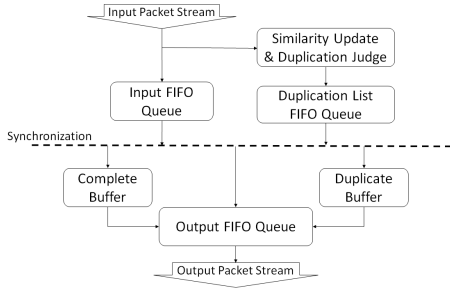 Input Packet Stream
Similarity Update
& Duplication Judge
Input FIFO
Queue
Duplication List
FIFO Queue
Synchronization
Complete
Buffer
Duplicate
Buffer
Output FIFO Queue
Output Packet Stream